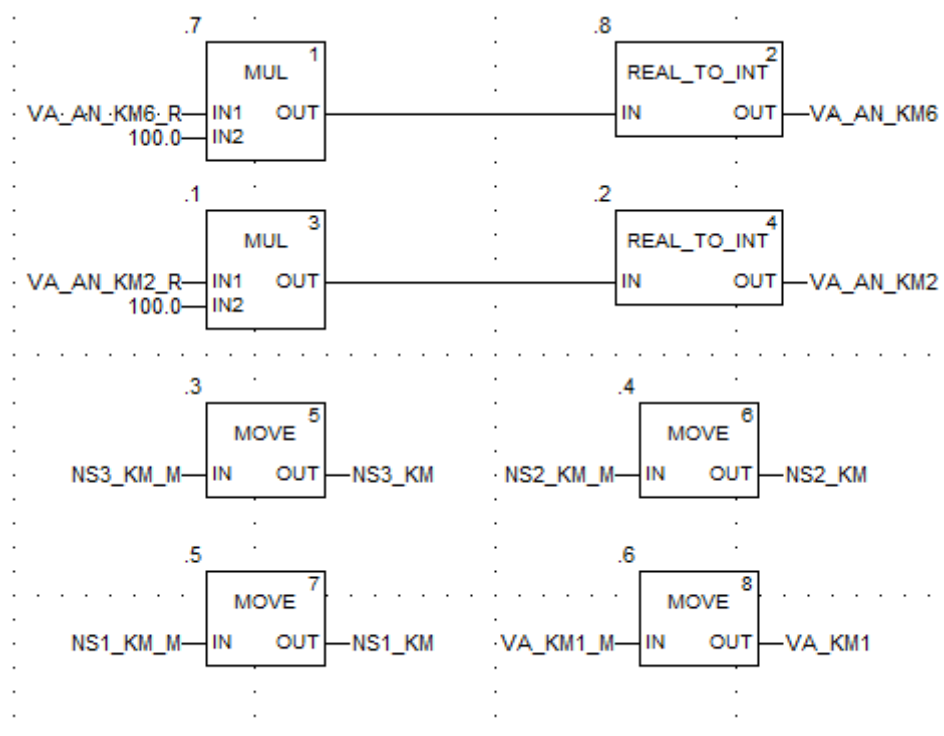 .7 .8
1 2
MUL REAL_TO_INT
VA_AN_KM6_R IN1 OUT IN OUT VA_AN_KM6
100.0 IN2
.1 .2
3 4
MUL REAL_TO_INT
VA_AN_KM2_R IN1 OUT IN OUT VA_AN_KM2
100.0 IN2
.3 .4
5 6
MOVE MOVE
NS3_KM_M IN OUT NS3_KM NS2_KM_M IN OUT NS2_KM
.5 .6
7 8
MOVE MOVE
NS1_KM_M IN OUT NS1_KM VA_KM1_M IN OUT VA_KM1